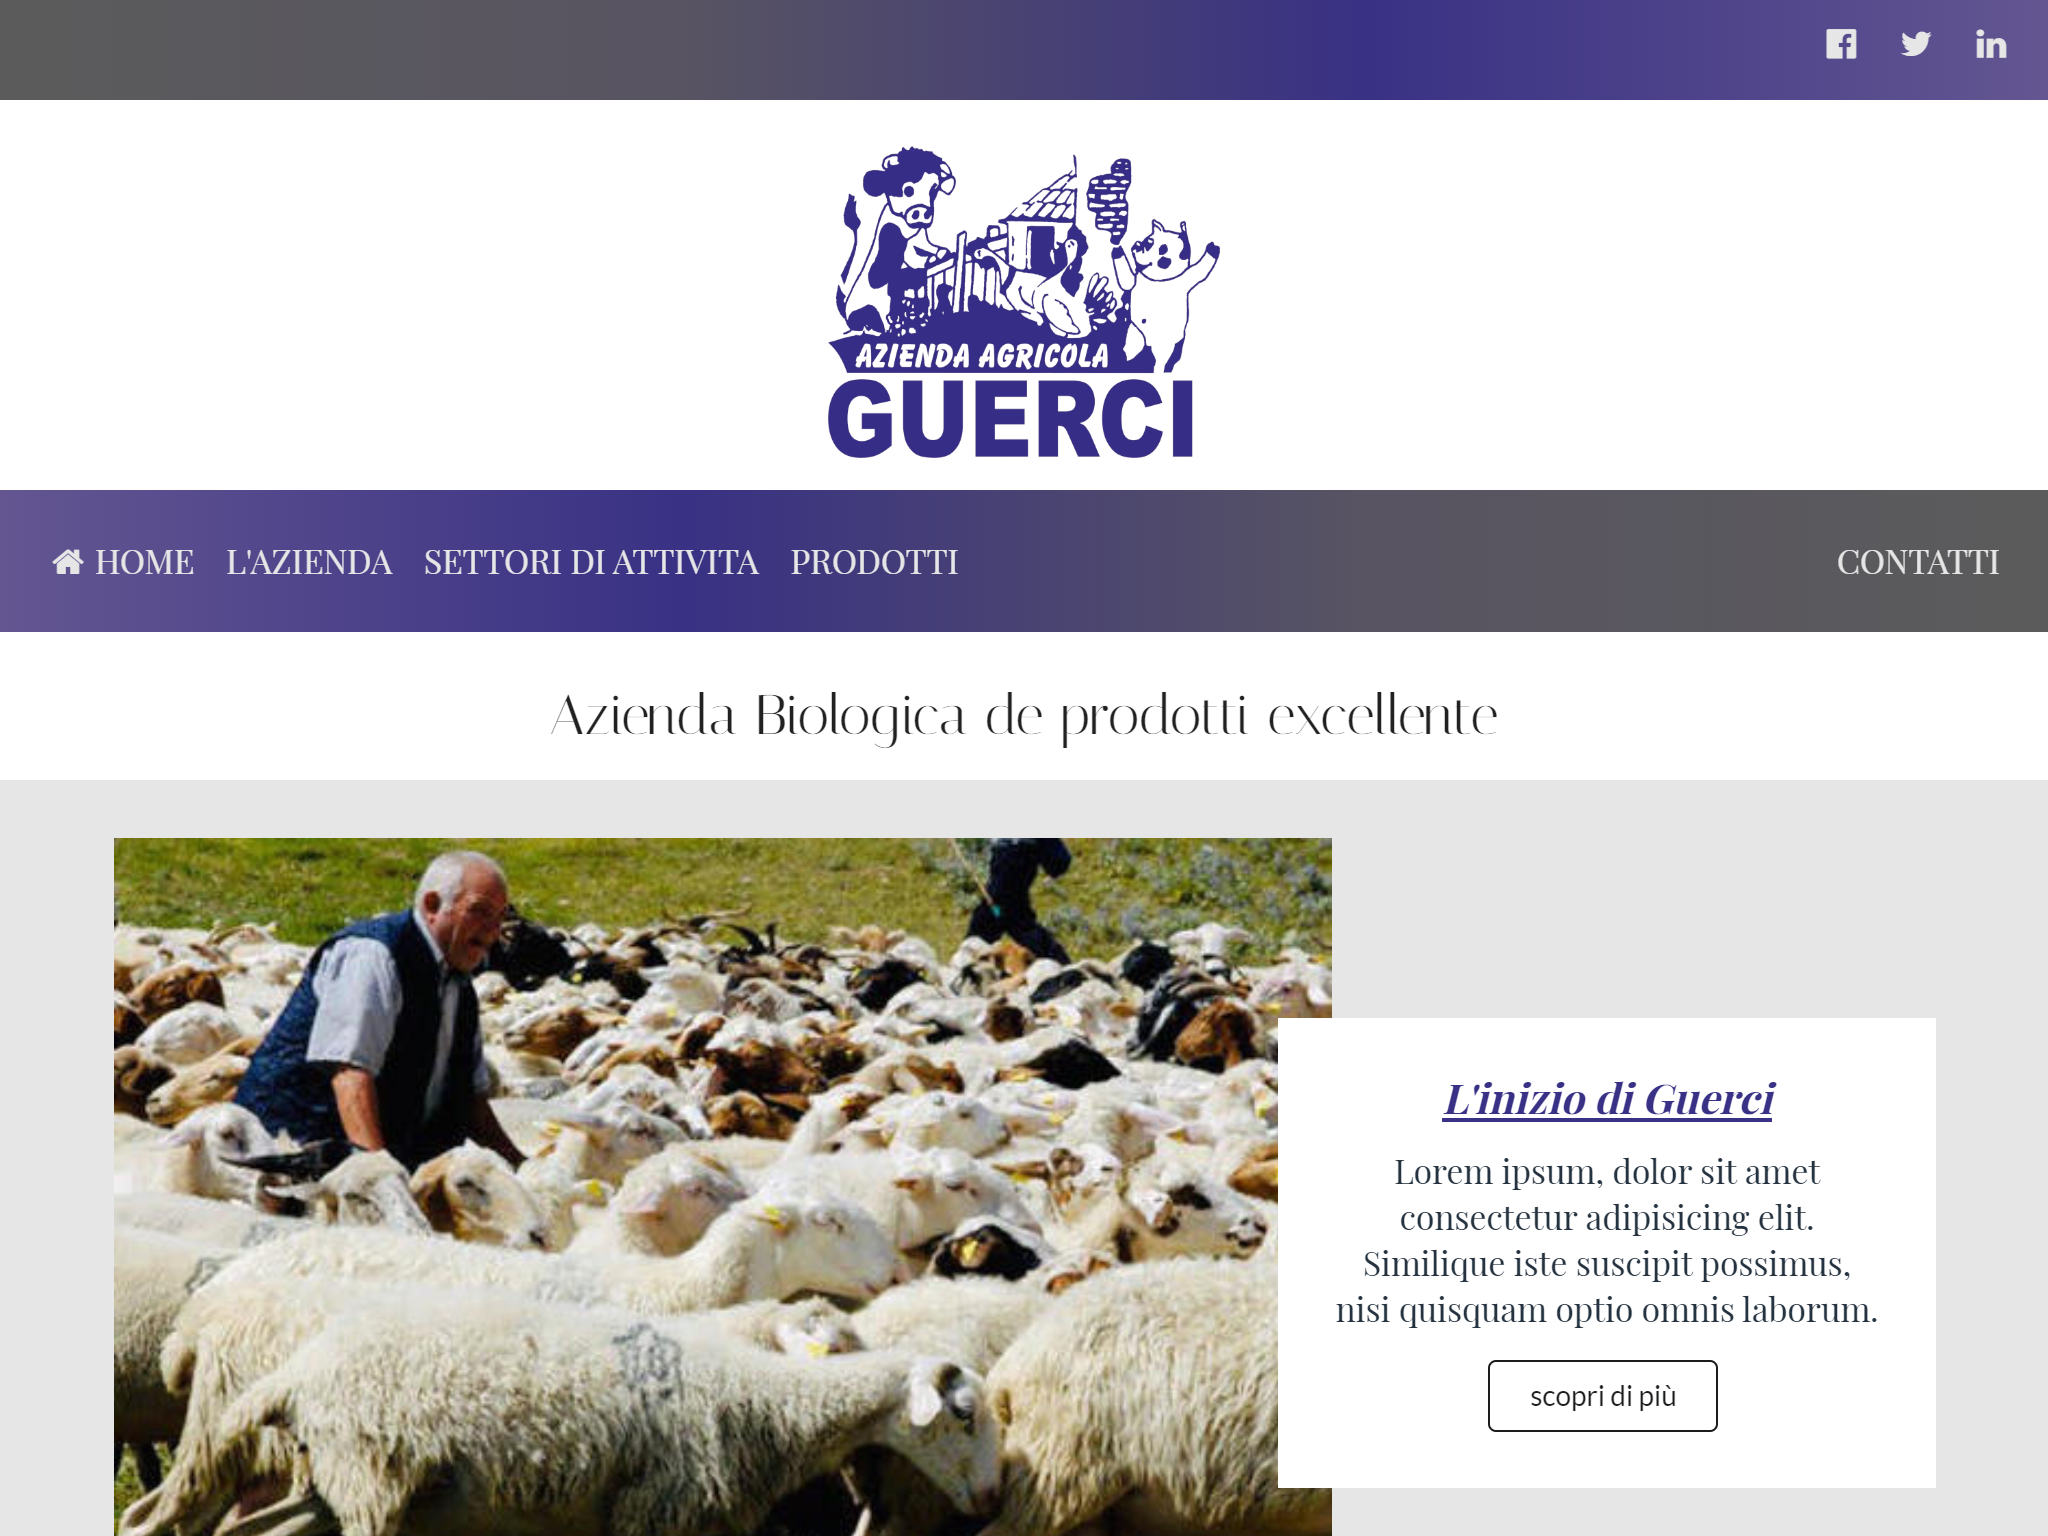 AZIENDA AGRICOLA
GUERCI
HOME L'AZIENDA SETTORI DI ATTIVITA PRODOTTI CONTATTI
Azienda Biologica de prodotti excellente
L'inizio di Guerci
Lorem ipsum, dolor sit amet
consectetur adipisicing elit.
Similique iste suscipit possimus,
nisi quisquam optio omnis laborum.
scopri di più